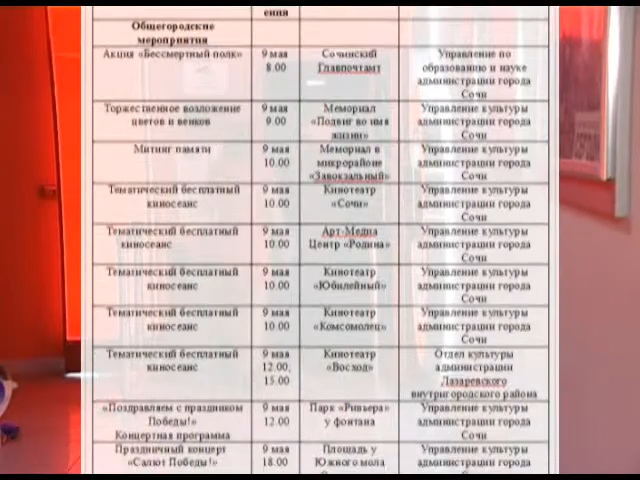 ения
Общегородские
мероприятия
Акция «Бессмертный полк»
9 мая
8.00
Сочинский
Главпочтамт
Управление по
образованию и науке
администрации города
Сочи
Торжественное возложение
цветов и венков
9 мая
9.00
Мемориал
«Подвиг во имя
жизни»
Управление культуры
администрации города
Сочи
Митинг памяти
9 мая
10.00
Мемориал в
микрорайоне
«Завокзальный»
Управление культуры
администрации города
Сочи
Тематический бесплатный
киносеанс
9 мая
10.00
Кинотеатр
«Сочи»
Управление культуры
администрации города
Сочи
Тематический бесплатный
киносеанс
9 мая
10.00
Арт-Медиа
Центр «Родина»
Управление культуры
администрации города
Сочи
Тематический бесплатный
киносеанс
9 мая
10.00
Кинотеатр
«Юбилейный»
Управление культуры
администрации города
Сочи
Тематический бесплатный
киносеанс
9 мая
10.00
Кинотеатр
«Комсомолец»
Управление культуры
администрации города
Сочи
Тематический бесплатный
киносеанс
9 мая
12.00;
15.00
Кинотеатр
«Восход»
Отдел культуры
администрации
Лазаревского
внутригородского района
«Поздравляем с праздником
Победы!»
Концертная программа
9 мая
12.00
Парк «Ривьера»
у фонтана
Управление культуры
администрации города
Сочи
Праздничный концерт
«Салют Победы!»
9 мая
18.00
Площадь у
Южного мола
Управление культуры
администрации города